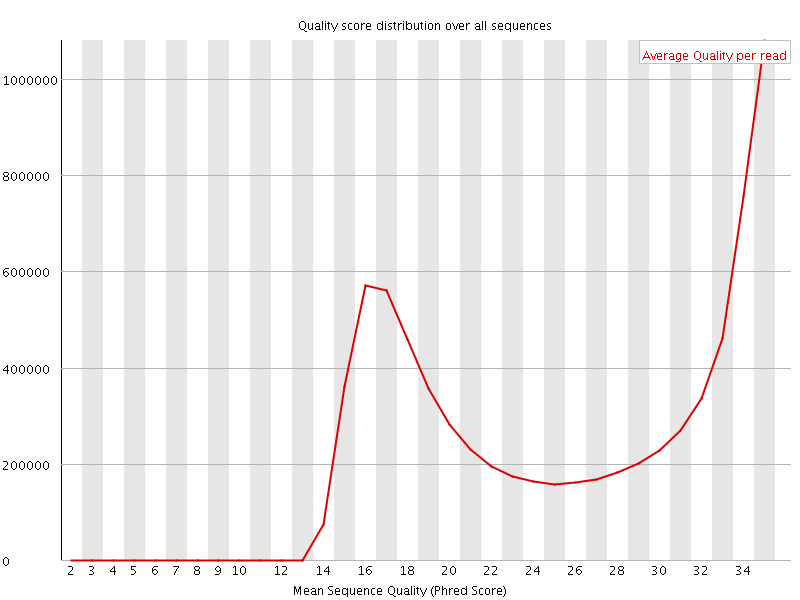 Quality score distribution over all sequences
Average Quality per read
1000000
800000
600000
400000
200000
0
2 3 4 5 6 7 8 9 10 12 14 16 18 20 22 24 26 28 30 32 34
Mean Sequence Quality (Phred Score)